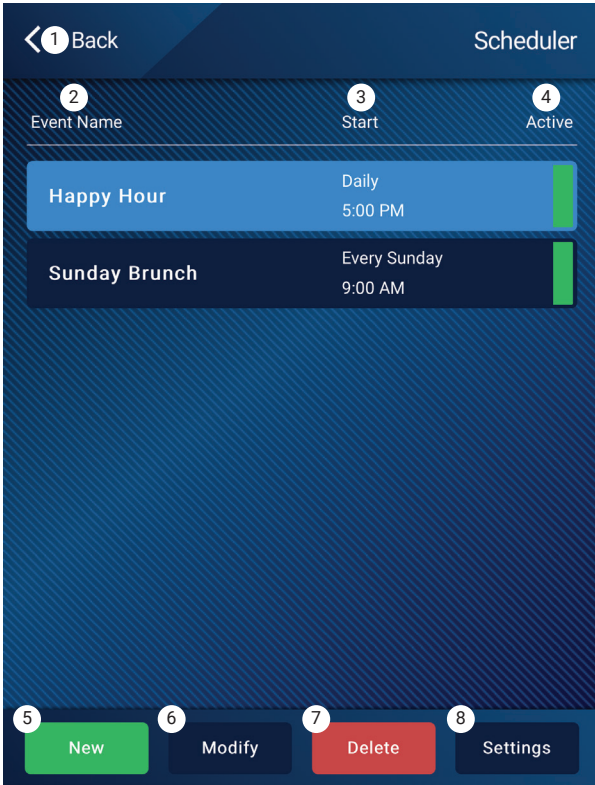 1 Back
Scheduler
2
3
4
Event Name
Start
Active
Happy Hour
Daily
5:00 PM
Sunday Brunch
Every Sunday
9:00 AM
5
6
7
8
New
Modify
Delete
Settings